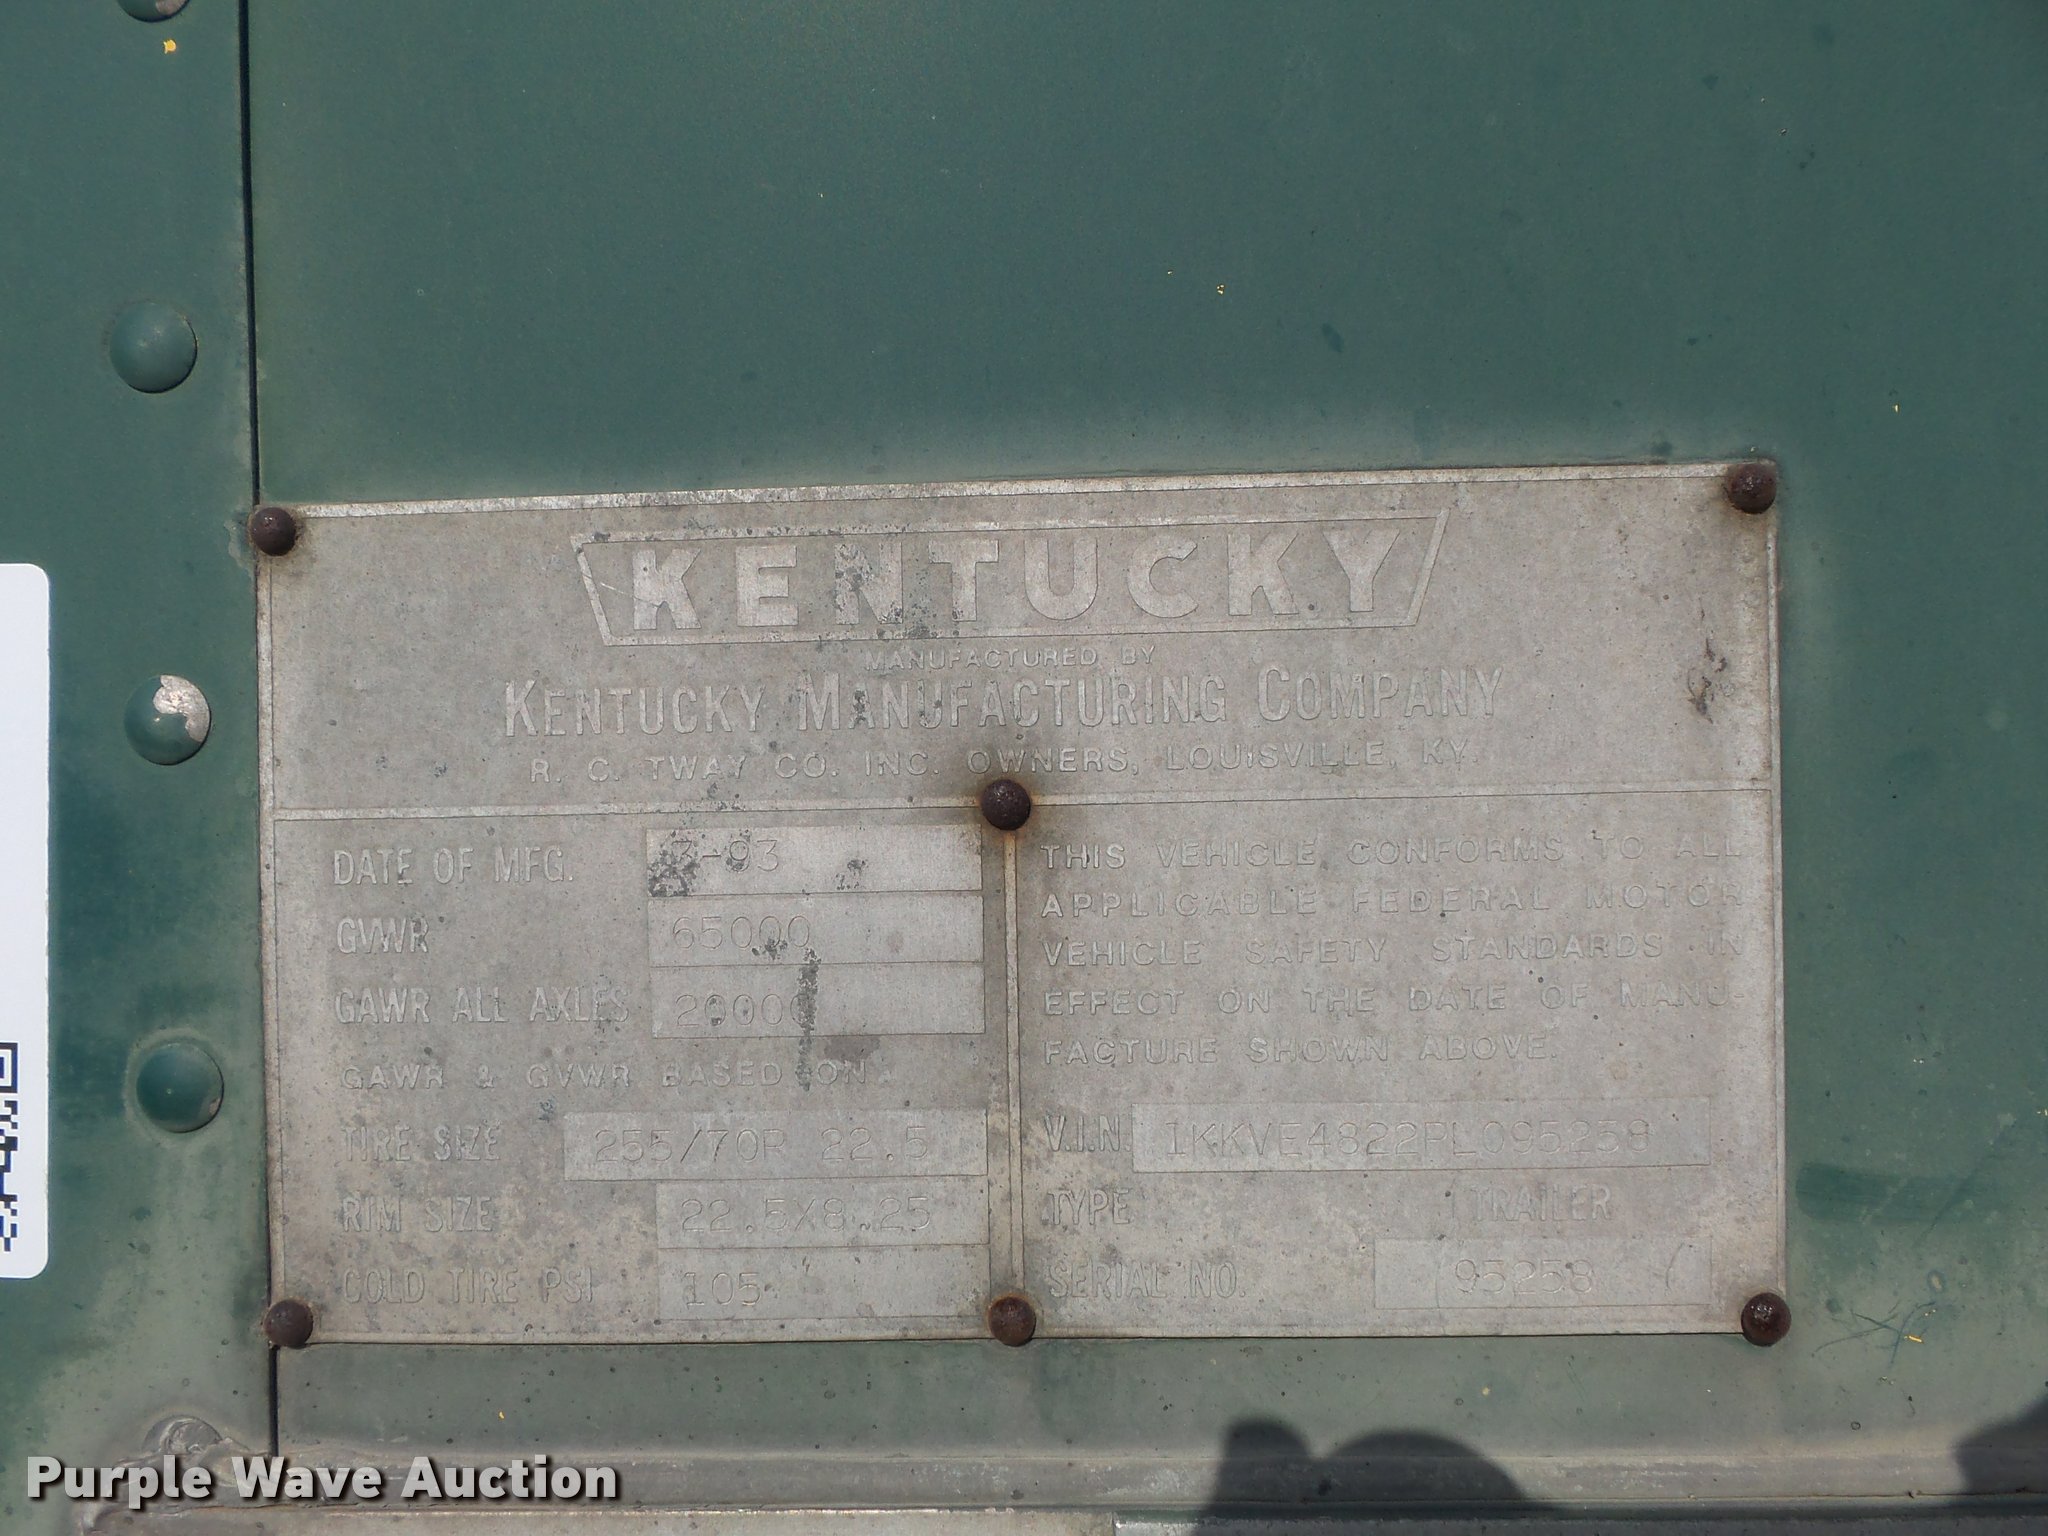 KENTUCKY
MANUFACTURED BY
KENTUCKY MANUFACTURING COMPANY
R. C. TWAY CO. INC. OWNERS, LOUISVILLE, KY.
DATE OF MFG. 3-93
GVWR 65000
GAWR ALL AXLES 20000
GAWR & GVWR BASED ON
TIRE SIZE 255/70R 22.5
RIM SIZE 22.5X8.25
COLD TIRE PSI 105
THIS VEHICLE CONFORMS TO ALL
APPLICABLE FEDERAL MOTOR
VEHICLE SAFETY STANDARDS IN
EFFECT ON THE DATE OF MANU-
FACTURE SHOWN ABOVE.
V.I.N. 1KKVE4822PL095258
TYPE TRAILER
SERIAL NO. 95258
Purple Wave Auction